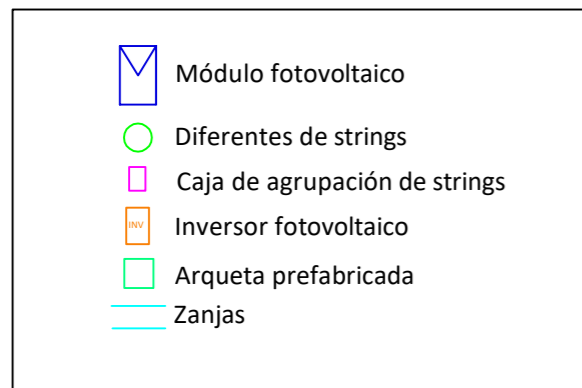 Módulo fotovoltaico
Diferentes de strings
Caja de agrupación de strings
INV Inversor fotovoltaico
Arqueta prefabricada
Zanjas